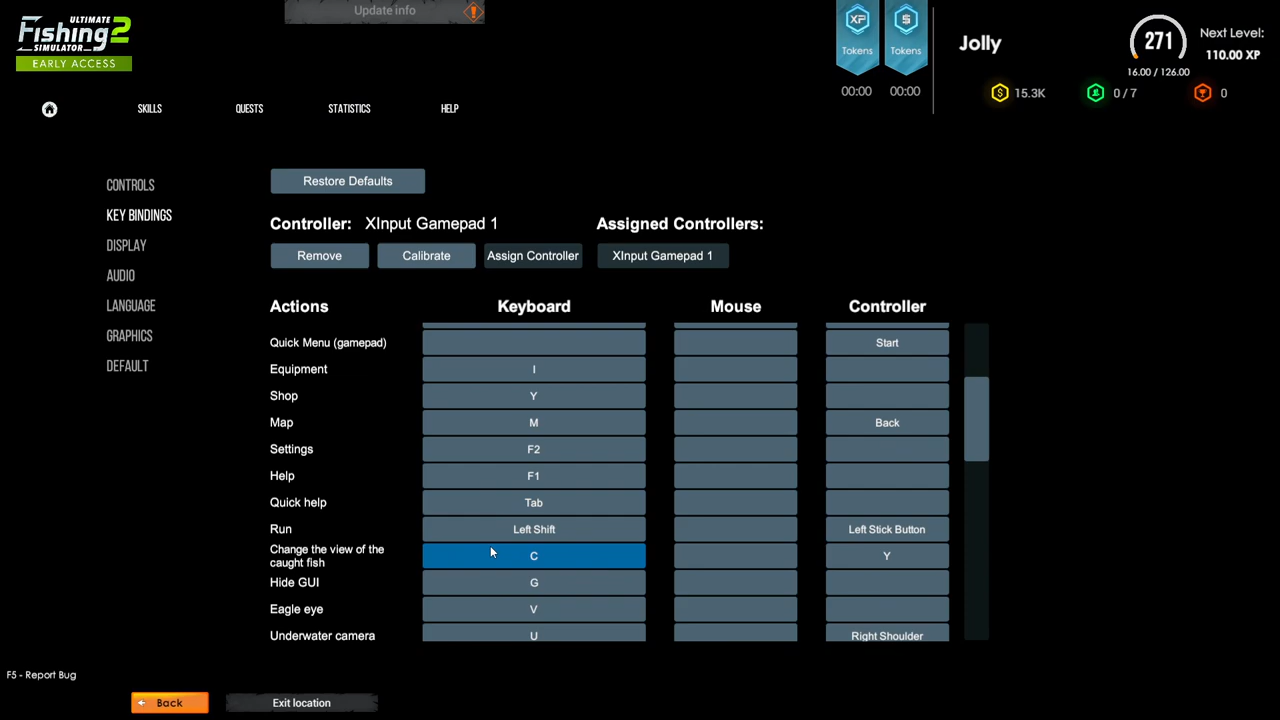 ULTIMATE
Fishing 2
SIMULATOR
EARLY ACCESS
Update info
XP
Tokens
00:00
$
Tokens
00:00
Jolly
271
16.00 / 126.00
Next Level:
110.00 XP
15.3K
0 / 7
0
SKILLS
QUESTS
STATISTICS
HELP
CONTROLS
KEY BINDINGS
DISPLAY
AUDIO
LANGUAGE
GRAPHICS
DEFAULT
Restore Defaults
Controller: XInput Gamepad 1
Assigned Controllers:
Remove Calibrate Assign Controller XInput Gamepad 1
Actions Keyboard Mouse Controller
Quick Menu (gamepad) Start
Equipment I
Shop Y
Map M Back
Settings F2
Help F1
Quick help Tab
Run Left Shift Left Stick Button
Change the view of the
caught fish C Y
Hide GUI G
Eagle eye V
Underwater camera U Right Shoulder
F5 - Report Bug
Back
Exit location